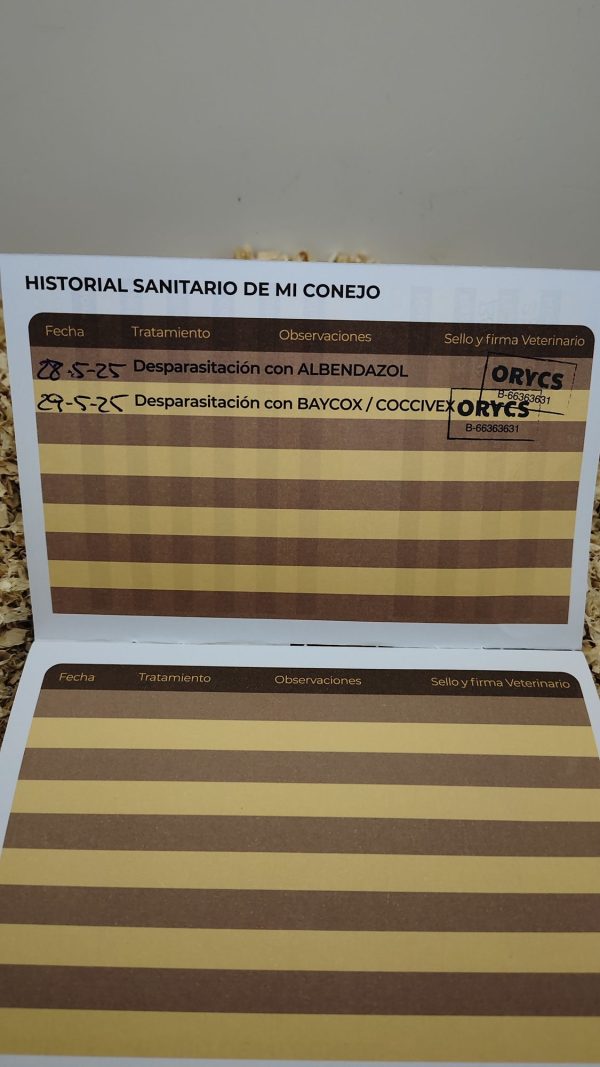 HISTORIAL SANITARIO DE MI CONEJO
Fecha Tratamiento Observaciones Sello y firma Veterinario
28-5-25 Desparasitación con ALBENDAZOL ORYCS
B-66363631
29-5-25 Desparasitación con BAYCOX / COCCIVEX ORYCS
B-66363631
Fecha Tratamiento Observaciones Sello y firma Veterinario